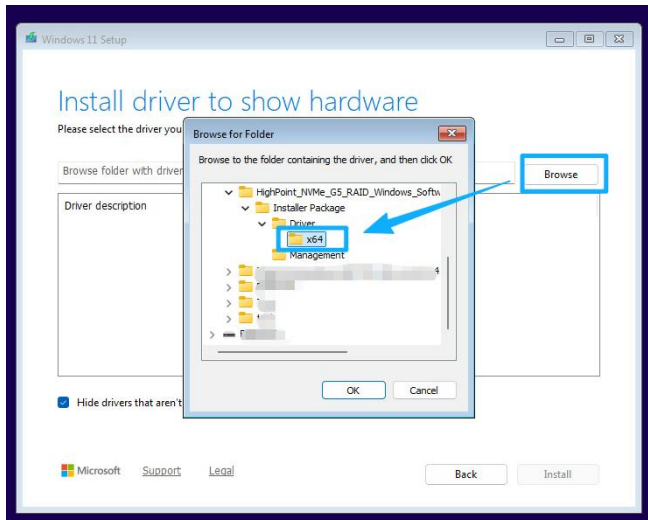 Windows 11 Setup
Install driver to show hardware
Please select the driver you
Browse for Folder
Browse to the folder containing the driver, and then click OK
Browse folder with driver
Browse
Driver description
HighPoint_NVMe_G5_RAID_Windows_Softw
Installer Package
Driver
x64
Management
OK
Cancel
Hide drivers that aren't
Microsoft
Support
Legal
Back
Install